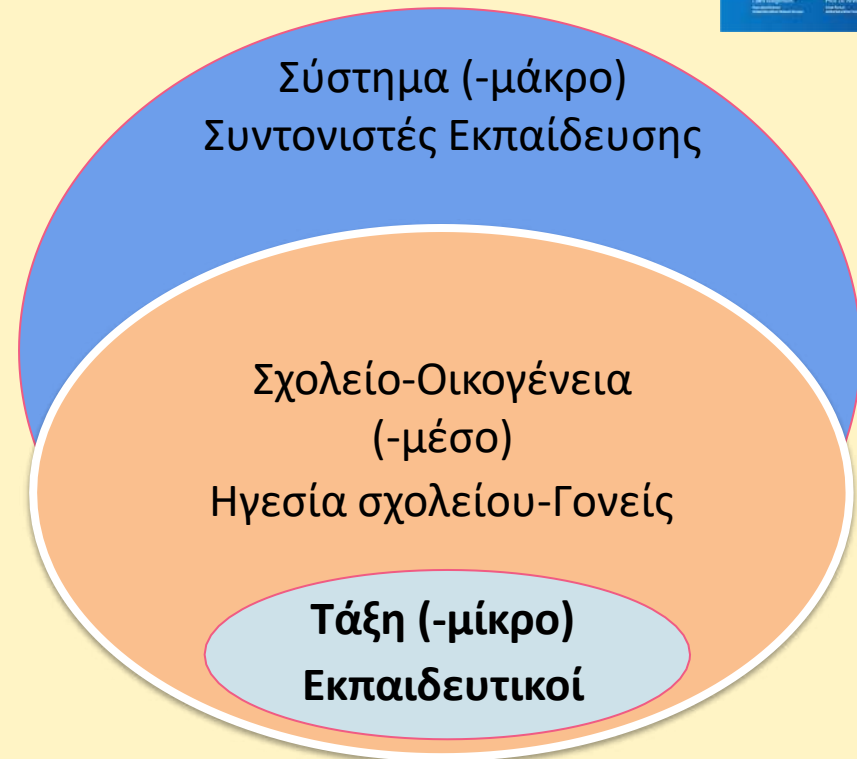 Σύστημα (-μάκρο)
Συντονιστές Εκπαίδευσης
Σχολείο-Οικογένεια
(-μέσο)
Ηγεσία σχολείου-Γονείς
Τάξη (-μίκρο)
Εκπαιδευτικοί